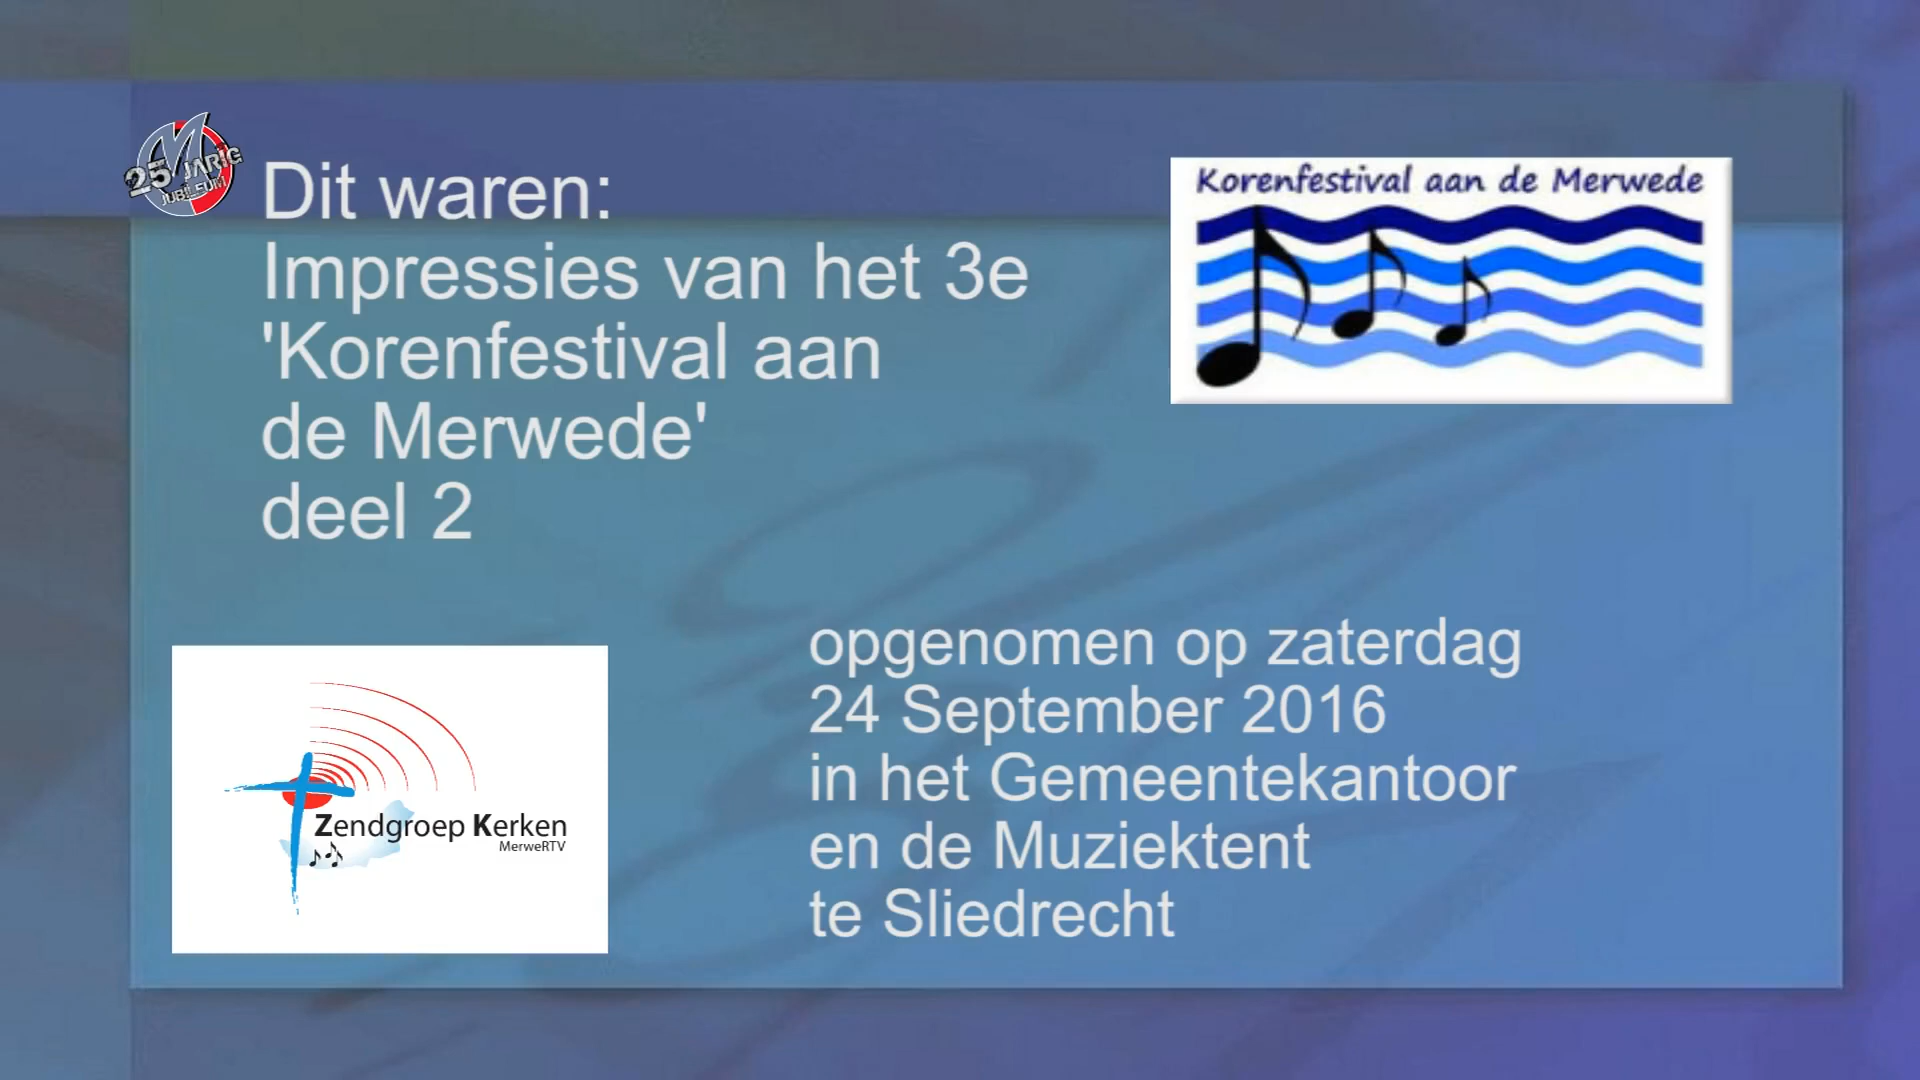 25 JARIG
JUBILEUM
Dit waren:
Impressies van het 3e
'Korenfestival aan
de Merwede'
deel 2
Korenfestival aan de Merwede
opgenomen op zaterdag
24 September 2016
in het Gemeentekantoor
en de Muziektent
te Sliedrecht
Zendgroep Kerken
MerweRTV